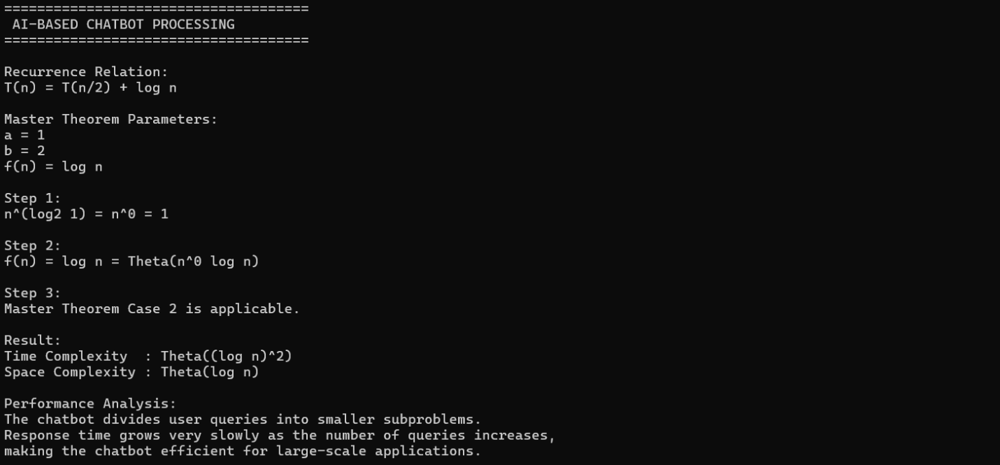 =====================================
AI-BASED CHATBOT PROCESSING
=====================================
Recurrence Relation:
T(n) = T(n/2) + log n
Master Theorem Parameters:
a = 1
b = 2
f(n) = log n
Step 1:
n^(log2 1) = n^0 = 1
Step 2:
f(n) = log n = Theta(n^0 log n)
Step 3:
Master Theorem Case 2 is applicable.
Result:
Time Complexity  : Theta((log n)^2)
Space Complexity : Theta(log n)
Performance Analysis:
The chatbot divides user queries into smaller subproblems.
Response time grows very slowly as the number of queries increases,
making the chatbot efficient for large-scale applications.